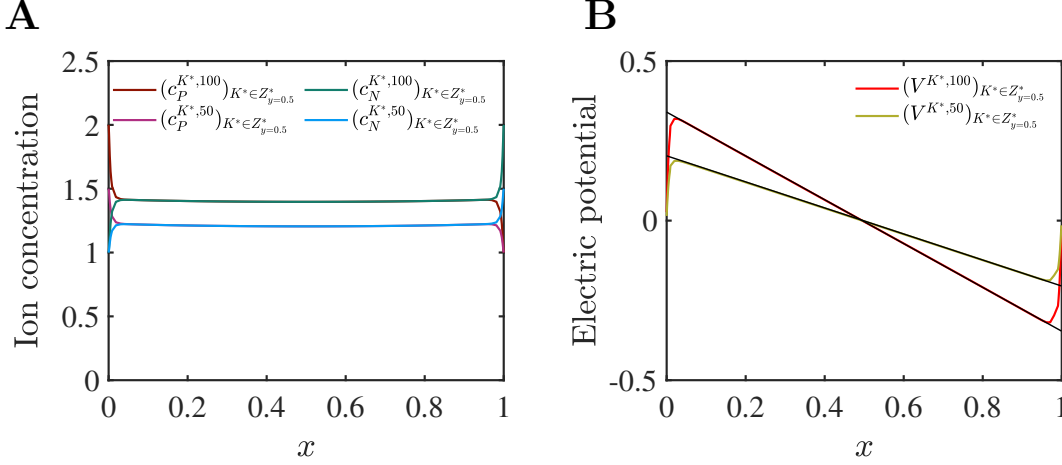 A
Ion concentration
2.5
2
1.5
1
0.5
0
(c_P^{K*,100})_{K*∈Z*_{y=0.5}} (c_N^{K*,100})_{K*∈Z*_{y=0.5}}
(c_P^{K*,50})_{K*∈Z*_{y=0.5}} (c_N^{K*,50})_{K*∈Z*_{y=0.5}}
0 0.2 0.4 0.6 0.8 1
x
B
Electric potential
0.5
0
-0.5
(V^{K*,100})_{K*∈Z*_{y=0.5}}
(V^{K*,50})_{K*∈Z*_{y=0.5}}
0 0.2 0.4 0.6 0.8 1
x